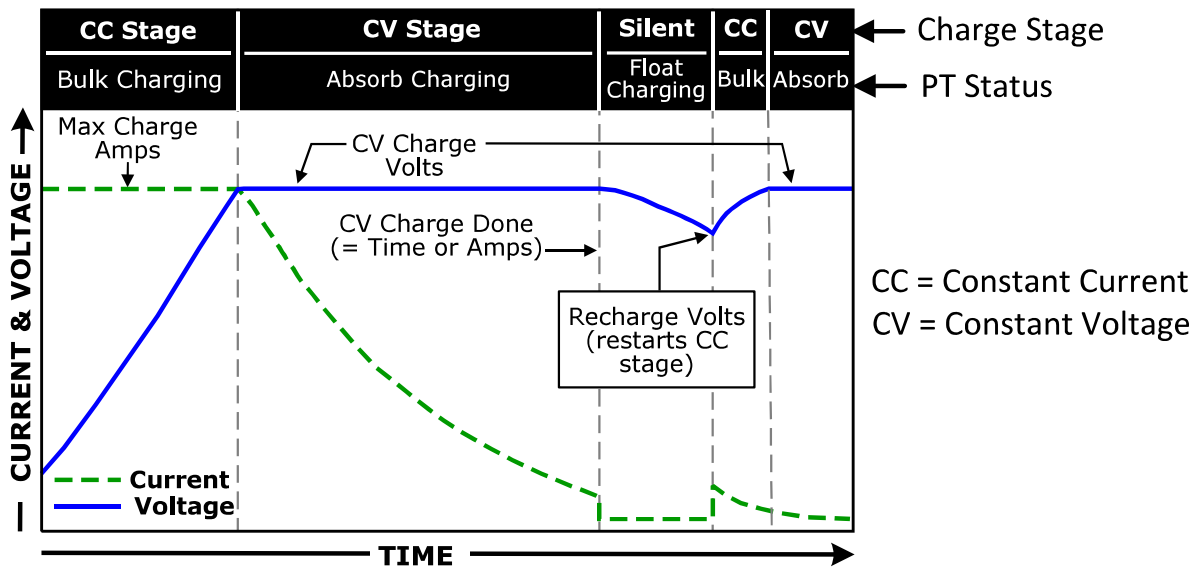 CC Stage
CV Stage
Silent
CC
CV
Charge Stage
Bulk Charging
Absorb Charging
Float
Charging
Bulk
Absorb
PT Status
Max Charge
Amps
CV Charge
Volts
CV Charge Done
(= Time or Amps)
Recharge Volts
(restarts CC
stage)
CC = Constant Current
CV = Constant Voltage
CURRENT & VOLTAGE
Current
Voltage
TIME